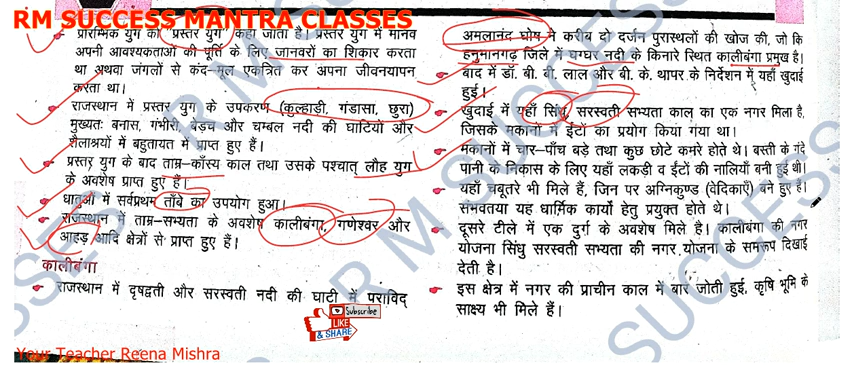 RM SUCCESS MANTRA CLASSES
प्रारम्भिक युग को 'प्रस्तर युग' कहा जाता है। प्रस्तर युग में मानव
अपनी आवश्यकताओं की पूर्ति के लिए जानवरों का शिकार करता
था अथवा जंगलों से कंद-मूल एकत्रित कर अपना जीवनयापन
करता था।
राजस्थान में प्रस्तर युग के उपकरण (कुल्हाड़ी, गंडासा, छुरा)
मुख्यतः बनास, गंभीरी, बेड़च और चम्बल नदी की घाटियों और
शैलाश्रयों में बहुतायत में प्राप्त हुए हैं।
प्रस्तर युग के बाद ताम्र-काँस्य काल तथा उसके पश्चात् लौह युग
के अवशेष प्राप्त हुए हैं।
धातुओं में सर्वप्रथम ताँबे का उपयोग हुआ।
राजस्थान में ताम्र-सभ्यता के अवशेष कालीबंगा, गणेश्वर और
आहड़ आदि क्षेत्रों से प्राप्त हुए हैं।
कालीबंगा
राजस्थान में दृषद्वती और सरस्वती नदी की घाटी में पुराविद्
अमलानंद घोष ने करीब दो दर्जन पुरास्थलों की खोज की, जो कि
हनुमानगढ़ जिले में घग्घर नदी के किनारे स्थित कालीबंगा प्रमुख है।
बाद में डॉ. बी. बी. लाल और बी. के. थापर के निर्देशन में यहाँ खुदाई
हुई।
खुदाई में यहाँ सिंधु सरस्वती सभ्यता काल का एक नगर मिला है,
जिसके मकानों में ईंटों का प्रयोग किया गया था।
मकानों में चार-पाँच बड़े तथा कुछ छोटे कमरे होते थे। बस्ती के गंदे
पानी के निकास के लिए यहाँ लकड़ी व ईंटों की नालियाँ बनी हुई थी।
यहाँ चबूतरे भी मिले हैं, जिन पर अग्निकुण्ड (वेदिकाएँ) बने हुए हैं।
संभवतया यह धार्मिक कार्यों हेतु प्रयुक्त होते थे।
दूसरे टीले में एक दुर्ग के अवशेष मिले है। कालीबंगा की नगर
योजना सिंधु सरस्वती सभ्यता की नगर योजना के समरूप दिखाई
देती है।
इस क्षेत्र में नगर की प्राचीन काल में बार जोती हुई, कृषि भूमि के
साक्ष्य भी मिले हैं।
Subscribe
LIKE
& SHARE
Your Teacher Reena Mishra